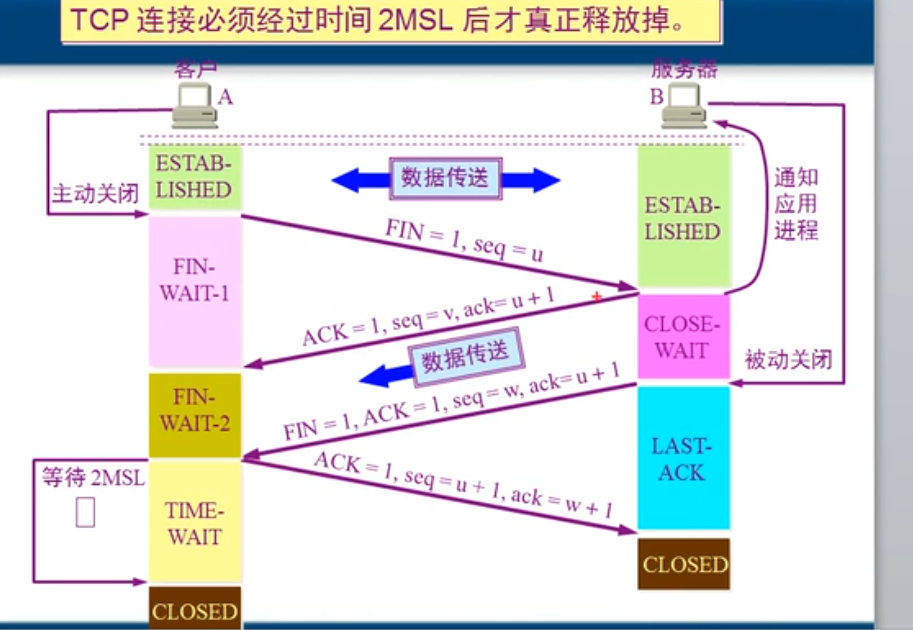 TCP 连接必须经过时间 2MSL 后才真正释放掉。
客户
服务器
A
B
ESTAB-
LISHED
数据传送
通知
应用
进程
主动关闭
ESTAB-
LISHED
FIN = 1, seq = u
FIN-
WAIT-1
ACK = 1, seq = v, ack= u + 1
CLOSE-
WAIT
数据传送
被动关闭
FIN-
WAIT-2
FIN = 1, ACK = 1, seq = w, ack= u + 1
LAST-
ACK
等待 2MSL
ACK = 1, seq = u + 1, ack = w + 1
TIME-
WAIT
CLOSED
CLOSED